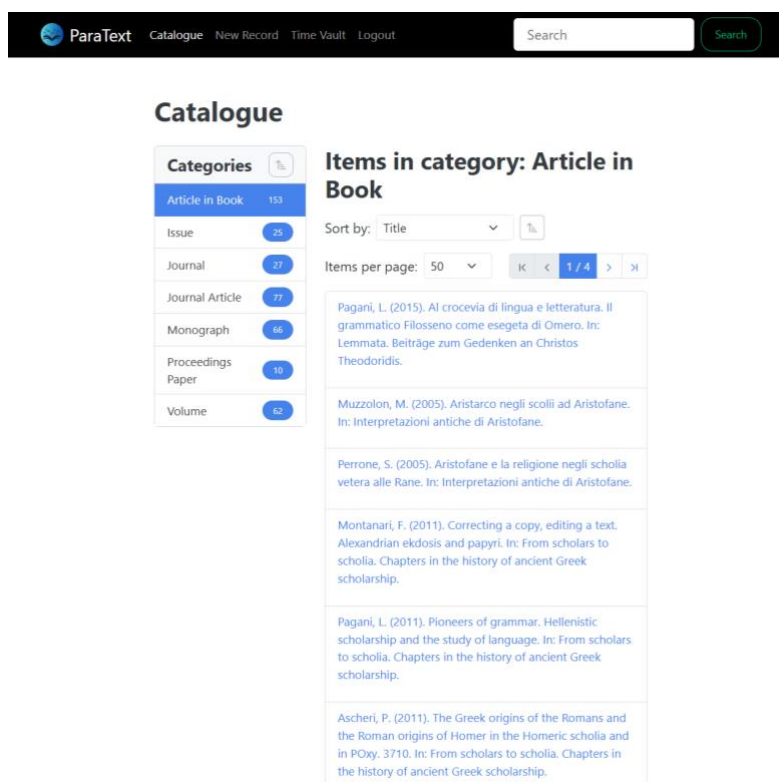 ParaText Catalogue New Record Time Vault Logout Search Search
Catalogue
Categories
Article in Book 153
Issue 25
Journal 27
Journal Article 77
Monograph 66
Proceedings
Paper 10
Volume 62
Items in category: Article in
Book
Sort by: Title
Items per page: 50 1 / 4
Pagani, L. (2015). Al crocevia di lingua e letteratura. Il
grammatico Filosseno come esegeta di Omero. In:
Lemmata. Beiträge zum Gedenken an Christos
Theodoridis.
Muzzolon, M. (2005). Aristarco negli scolii ad Aristofane.
In: Interpretazioni antiche di Aristofane.
Perrone, S. (2005). Aristofane e la religione negli scholia
vetera alle Rane. In: Interpretazioni antiche di Aristofane.
Montanari, F. (2011). Correcting a copy, editing a text.
Alexandrian ekdosis and papyri. In: From scholars to
scholia. Chapters in the history of ancient Greek
scholarship.
Pagani, L. (2011). Pioneers of grammar. Hellenistic
scholarship and the study of language. In: From scholars
to scholia. Chapters in the history of ancient Greek
scholarship.
Ascheri, P. (2011). The Greek origins of the Romans and
the Roman origins of Homer in the Homeric scholia and
in POxy. 3710. In: From scholars to scholia. Chapters in
the history of ancient Greek scholarship.